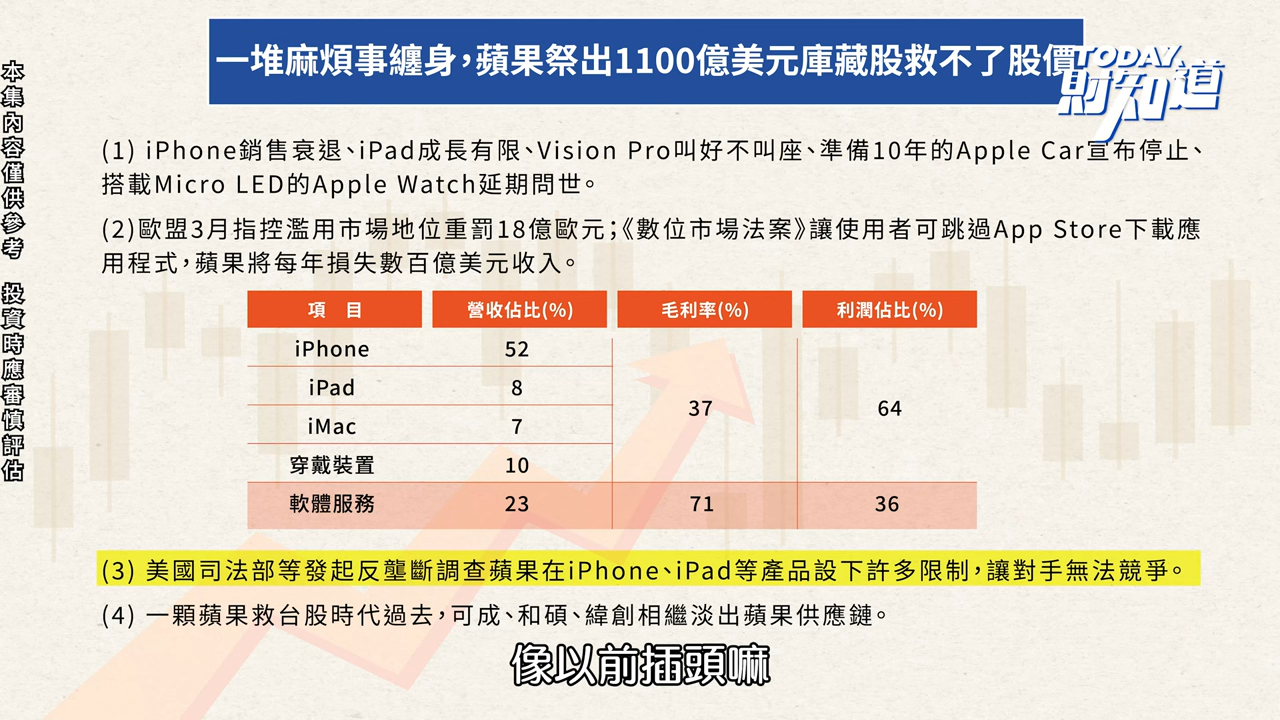 一堆麻煩事纏身,蘋果祭出1100億美元庫藏股救不了股價
TODAY
財知道
本集內容僅供參考 投資時應審慎評估
(1) iPhone銷售衰退、iPad成長有限、Vision Pro叫好不叫座、準備10年的Apple Car宣布停止、
搭載Micro LED的Apple Watch延期問世。
(2)歐盟3月指控濫用市場地位重罰18億歐元;《數位市場法案》讓使用者可跳過App Store下載應
用程式,蘋果將每年損失數百億美元收入。
項 目 營收佔比(%) 毛利率(%) 利潤佔比(%)
iPhone 52
iPad 8
37 64
iMac 7
穿戴裝置 10
軟體服務 23 71 36
(3) 美國司法部等發起反壟斷調查蘋果在iPhone、iPad等產品設下許多限制,讓對手無法競爭。
(4) 一顆蘋果救台股時代過去,可成、和碩、緯創相繼淡出蘋果供應鏈。
像以前插頭嘛